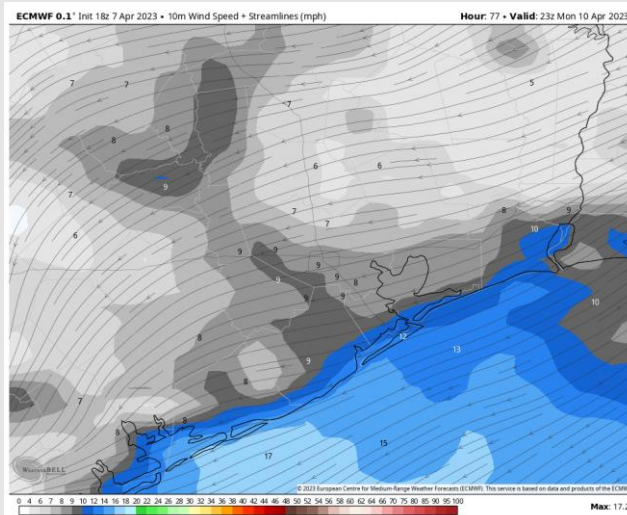 ECMWF 0.1° Init 18z 7 Apr 2023 • 10m Wind Speed + Streamlines (mph)
Hour: 77 • Valid: 23z Mon 10 Apr 2023
7 7 5
7
8 8
6 6
9
7
7 8 9
6 7 10
9 9
9
9 9 8
9 9 10
8 12
9 13
8
7
8
6 15
17
WeatherBELL
© 2023 European Centre for Medium-Range Weather Forecasts (ECMWF). This service is based on data and products of the ECMWF
0 4 6 7 8 9 10 12 14 16 18 20 22 24 26 28 30 32 34 36 38 40 42 44 46 48 50 52 54 56 58 60 62 64 66 70 75 80 85 90 95 100
Max: 17.2